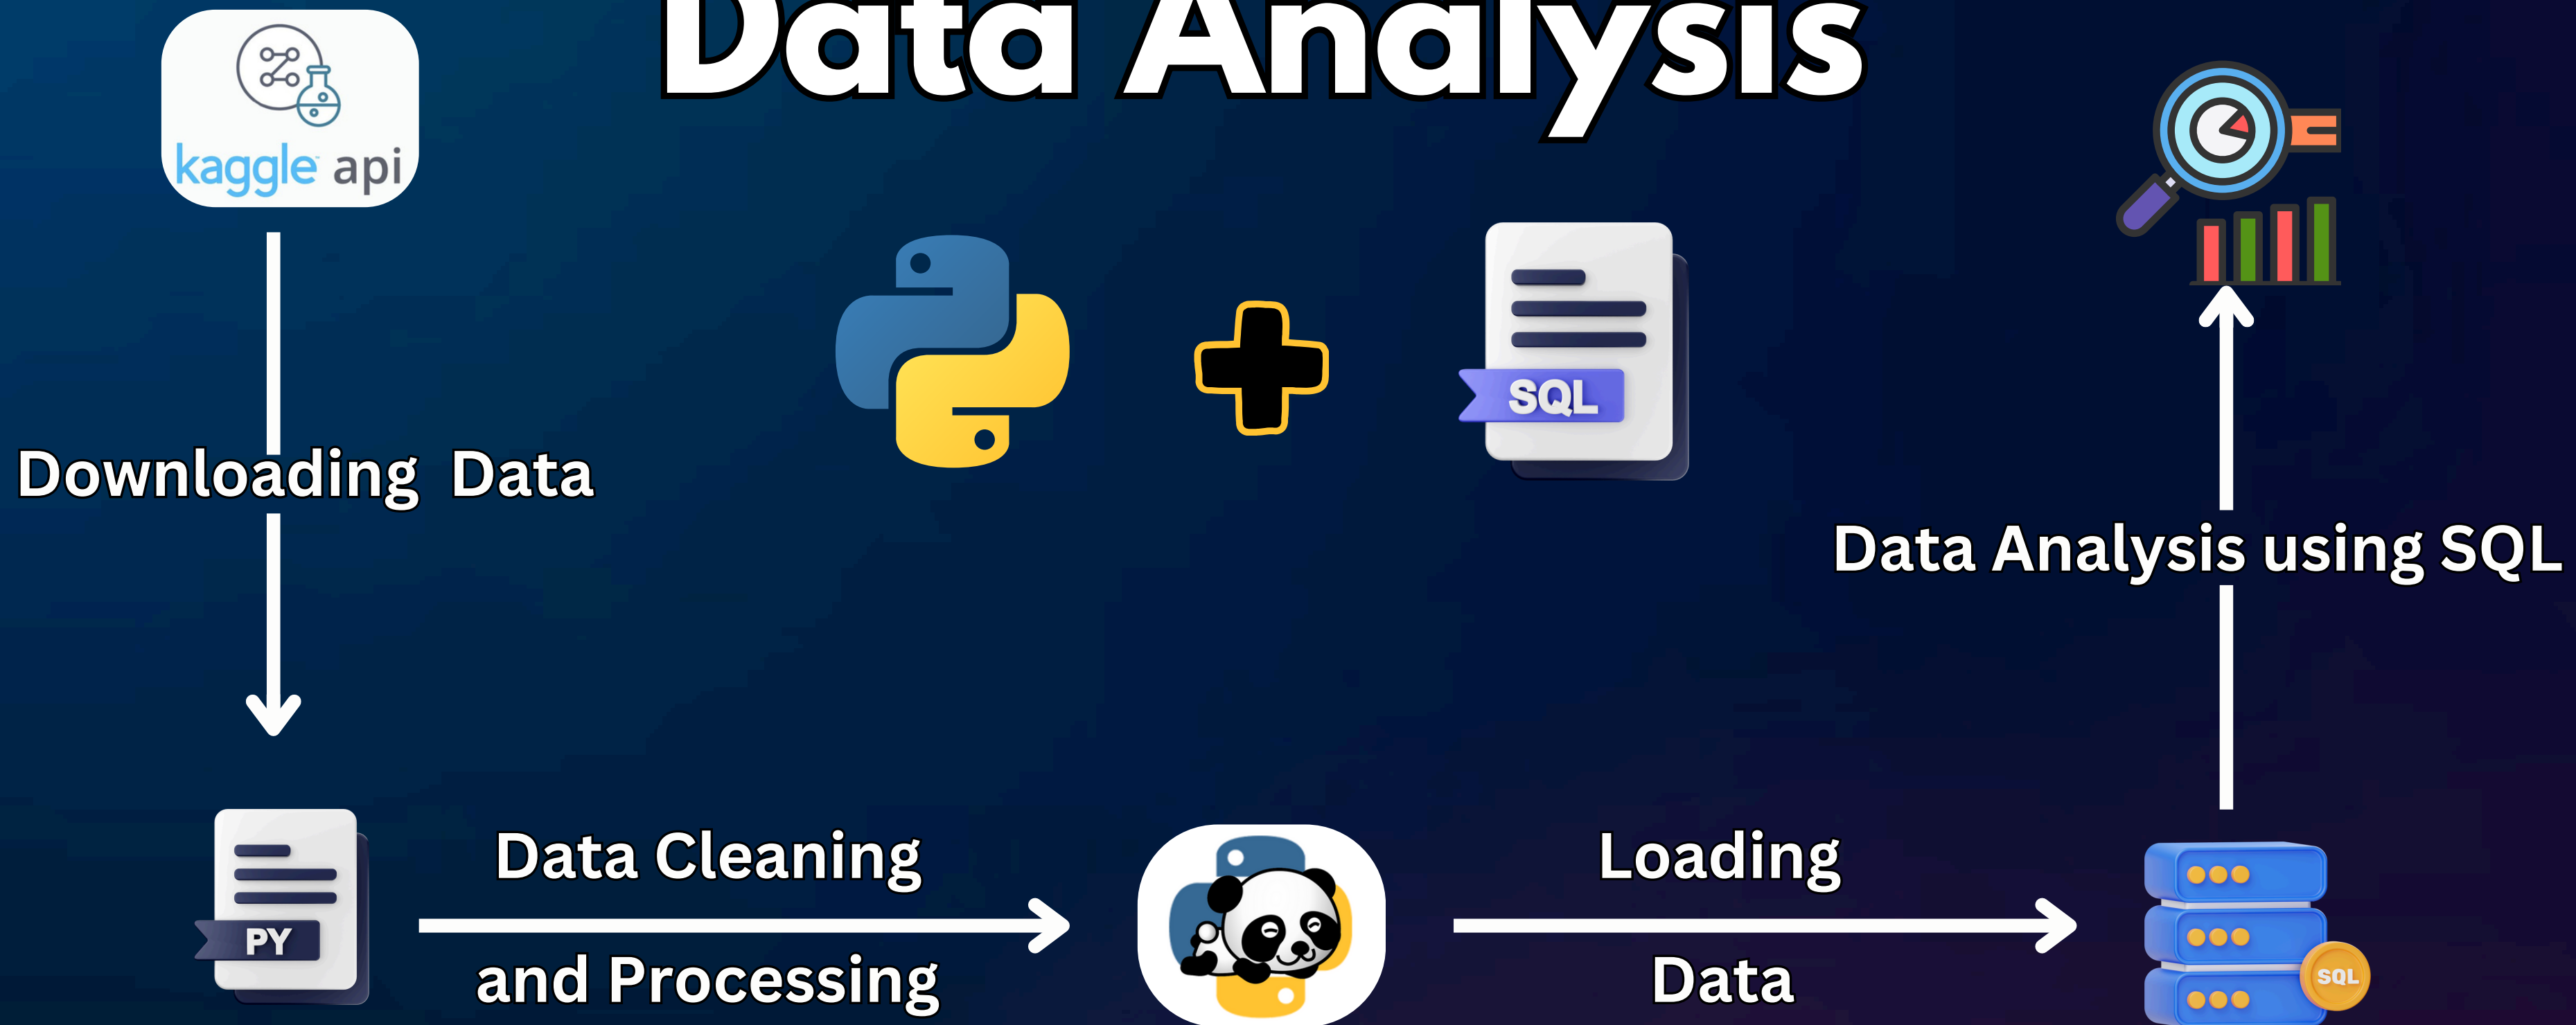 Data Analysis
kaggle api
SQL
Downloading Data
Data Analysis using SQL
PY
Data Cleaning
and Processing
Loading
Data
SQL